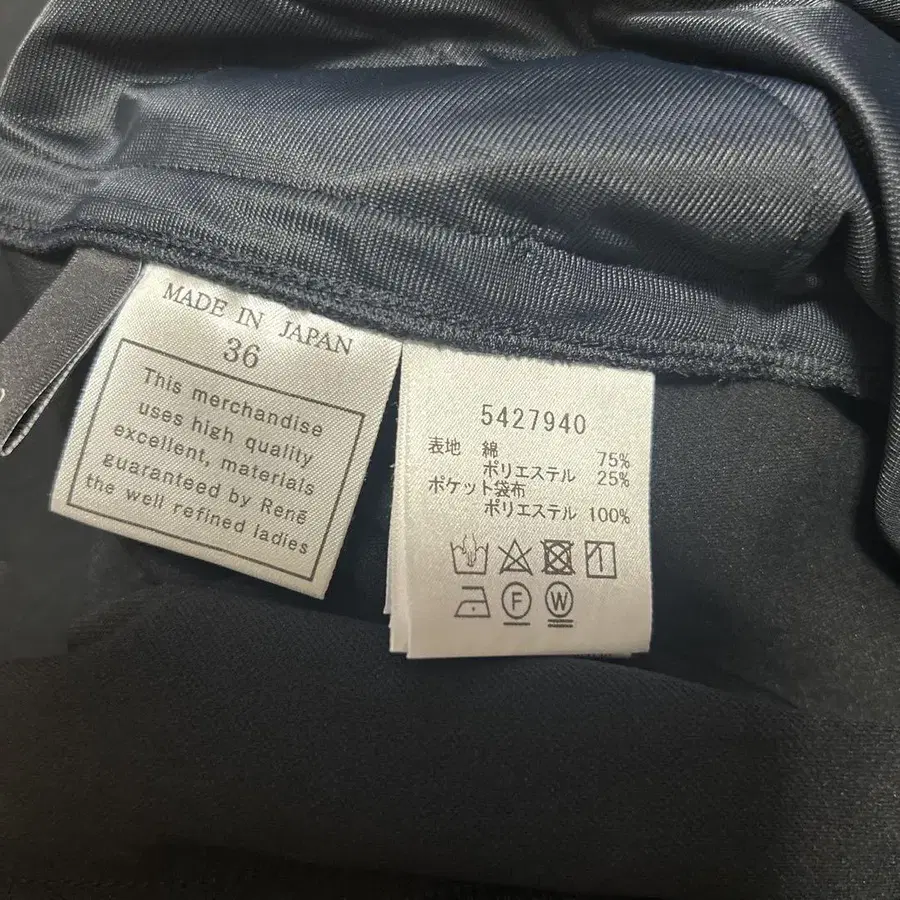 MADE IN JAPAN
36
This merchandise
uses high quality
excellent, materials
guaranteed by Renē
the well refined ladies
5427940
表地 綿 75%
ポリエステル 25%
ポケット袋布
ポリエステル 100%
F W